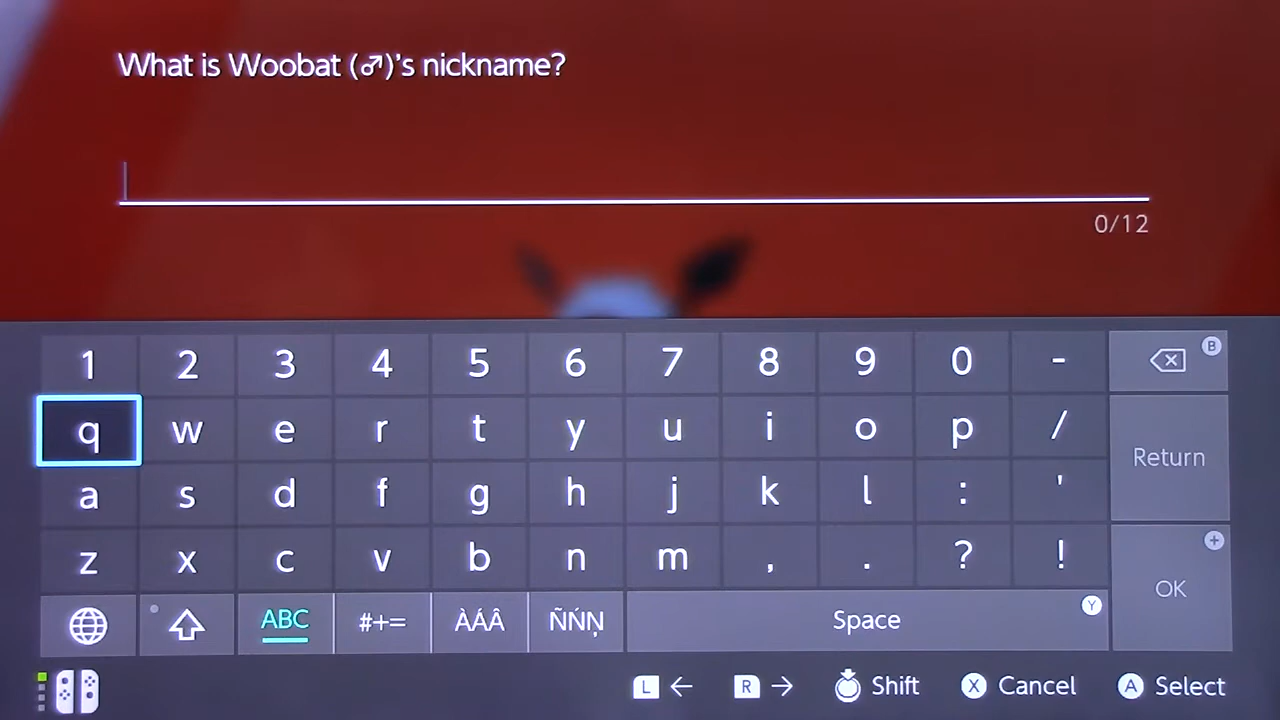 What is Woobat (♂)'s nickname?
0/12
1 2 3 4 5 6 7 8 9 0 - B
q w e r t y u i o p / Return
a s d f g h j k l : '
z x c v b n m , . ? ! + OK
ABC #+= ÀÁÂ ÑŃŅ Space Y
L ← R → Shift X Cancel A Select